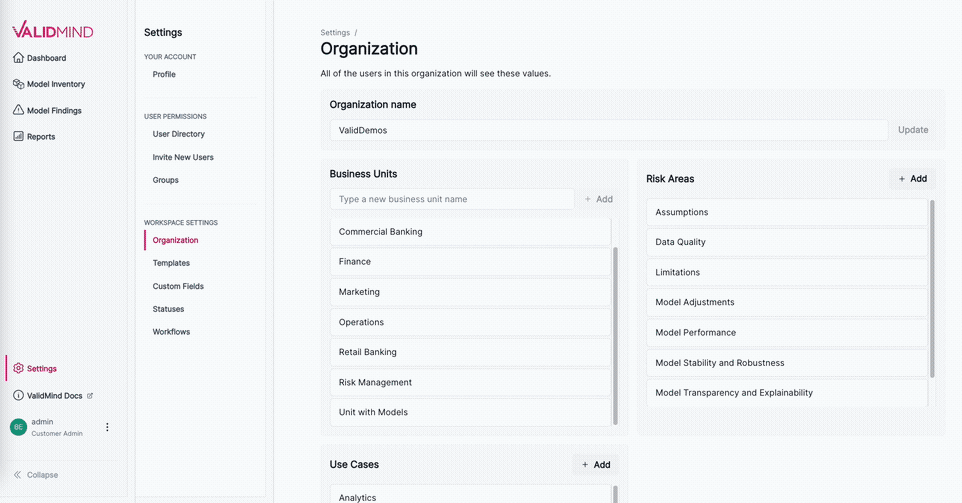 VALIDMIND
Dashboard
Model Inventory
Model Findings
Reports
Settings
ValidMind Docs
BE
admin
Customer Admin
Collapse
Settings
YOUR ACCOUNT
Profile
USER PERMISSIONS
User Directory
Invite New Users
Groups
WORKSPACE SETTINGS
Organization
Templates
Custom Fields
Statuses
Workflows
Settings /
Organization
All of the users in this organization will see these values.
Organization name
ValidDemos
Update
Business Units
Type a new business unit name
+ Add
Commercial Banking
Finance
Marketing
Operations
Retail Banking
Risk Management
Unit with Models
Risk Areas
+ Add
Assumptions
Data Quality
Limitations
Model Adjustments
Model Performance
Model Stability and Robustness
Model Transparency and Explainability
Use Cases
+ Add
Analytics